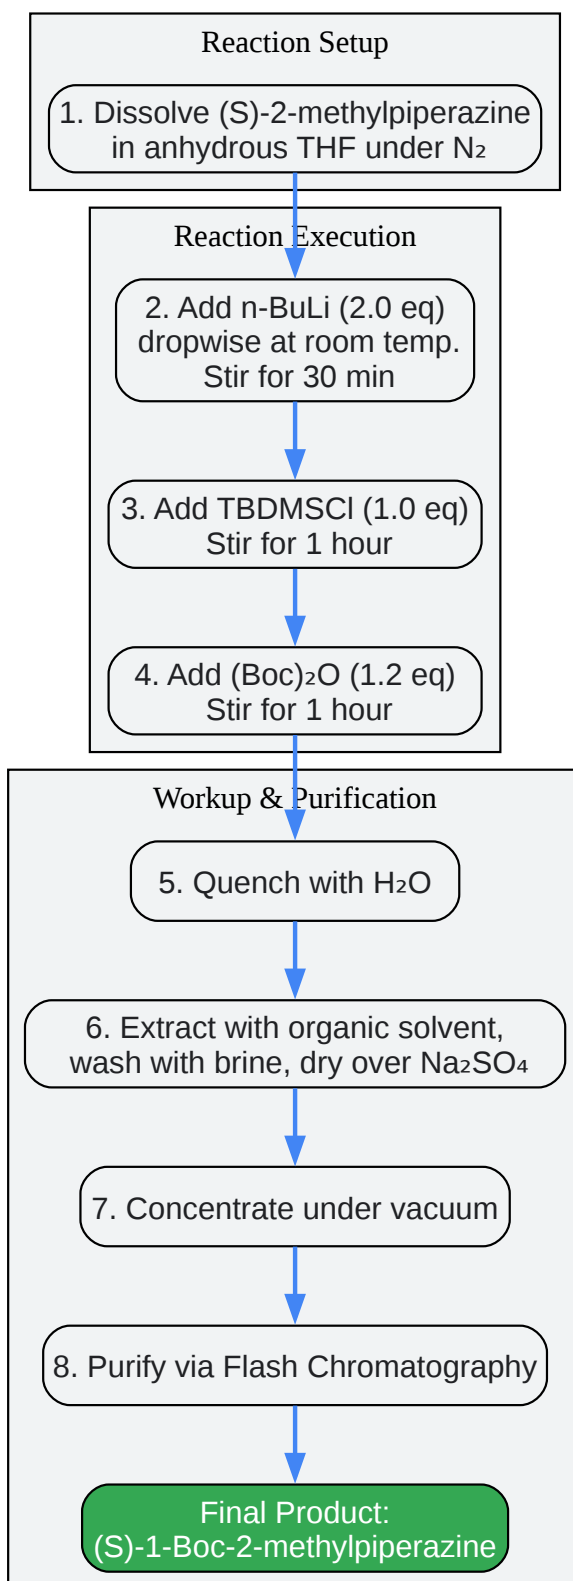 Reaction Setup
1. Dissolve (S)-2-methylpiperazine
in anhydrous THF under N₂
Reaction Execution
2. Add n-BuLi (2.0 eq)
dropwise at room temp.
Stir for 30 min
3. Add TBDMSCl (1.0 eq)
Stir for 1 hour
4. Add (Boc)₂O (1.2 eq)
Stir for 1 hour
Workup & Purification
5. Quench with H₂O
6. Extract with organic solvent,
wash with brine, dry over Na₂SO₄
7. Concentrate under vacuum
8. Purify via Flash Chromatography
Final Product:
(S)-1-Boc-2-methylpiperazine